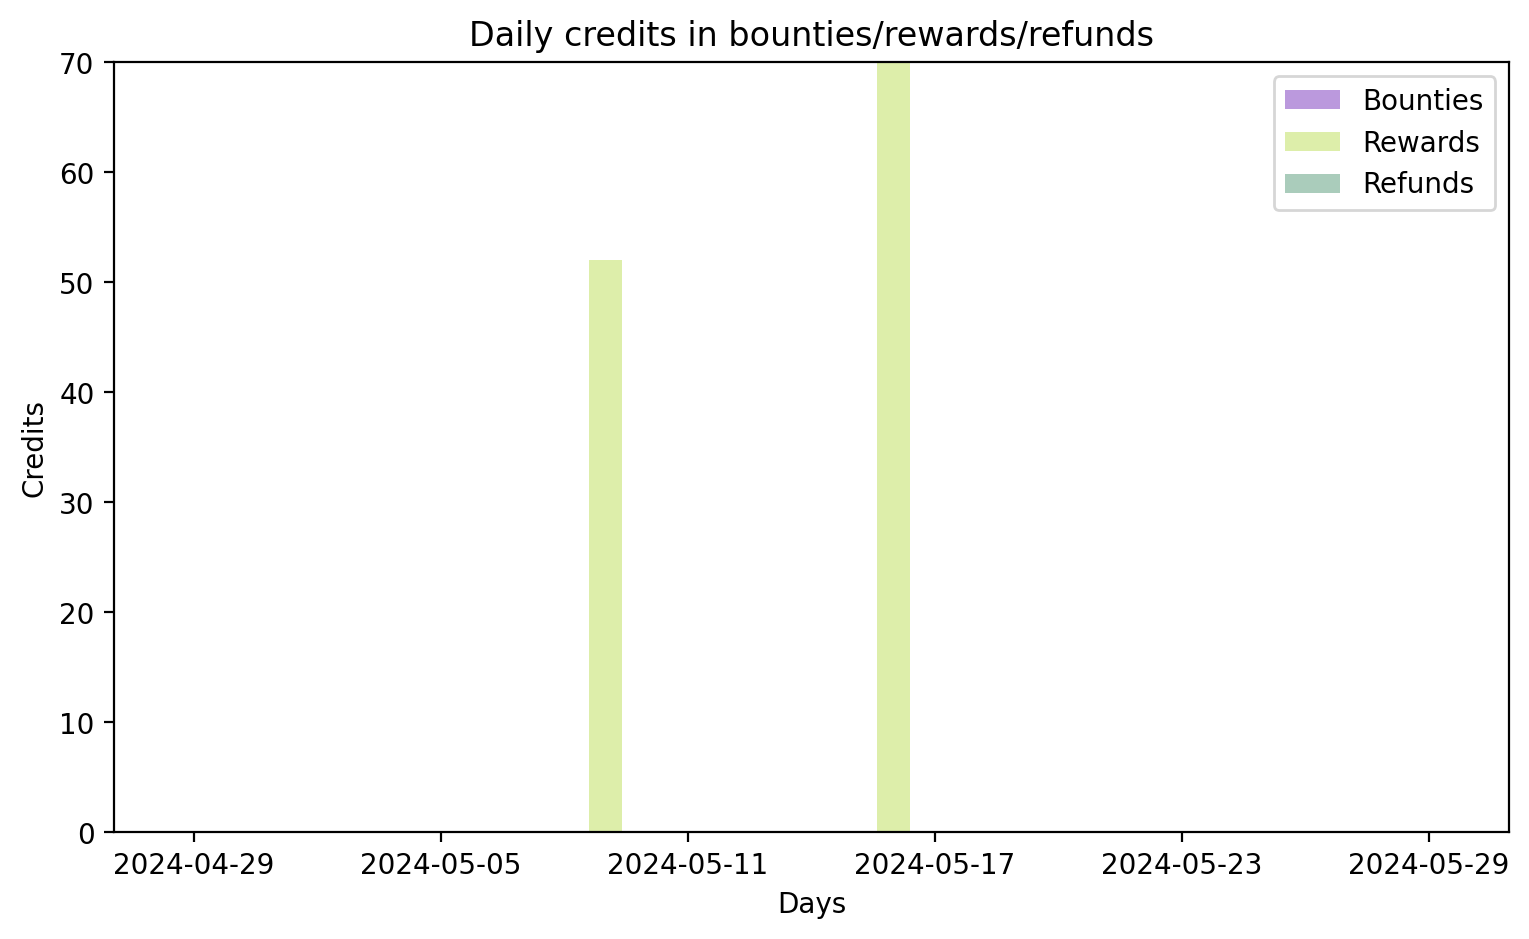 Daily credits in bounties/rewards/refunds
70
60
50
40
30
20
10
0
Credits
Bounties
Rewards
Refunds
2024-04-29 2024-05-05 2024-05-11 2024-05-17 2024-05-23 2024-05-29
Days